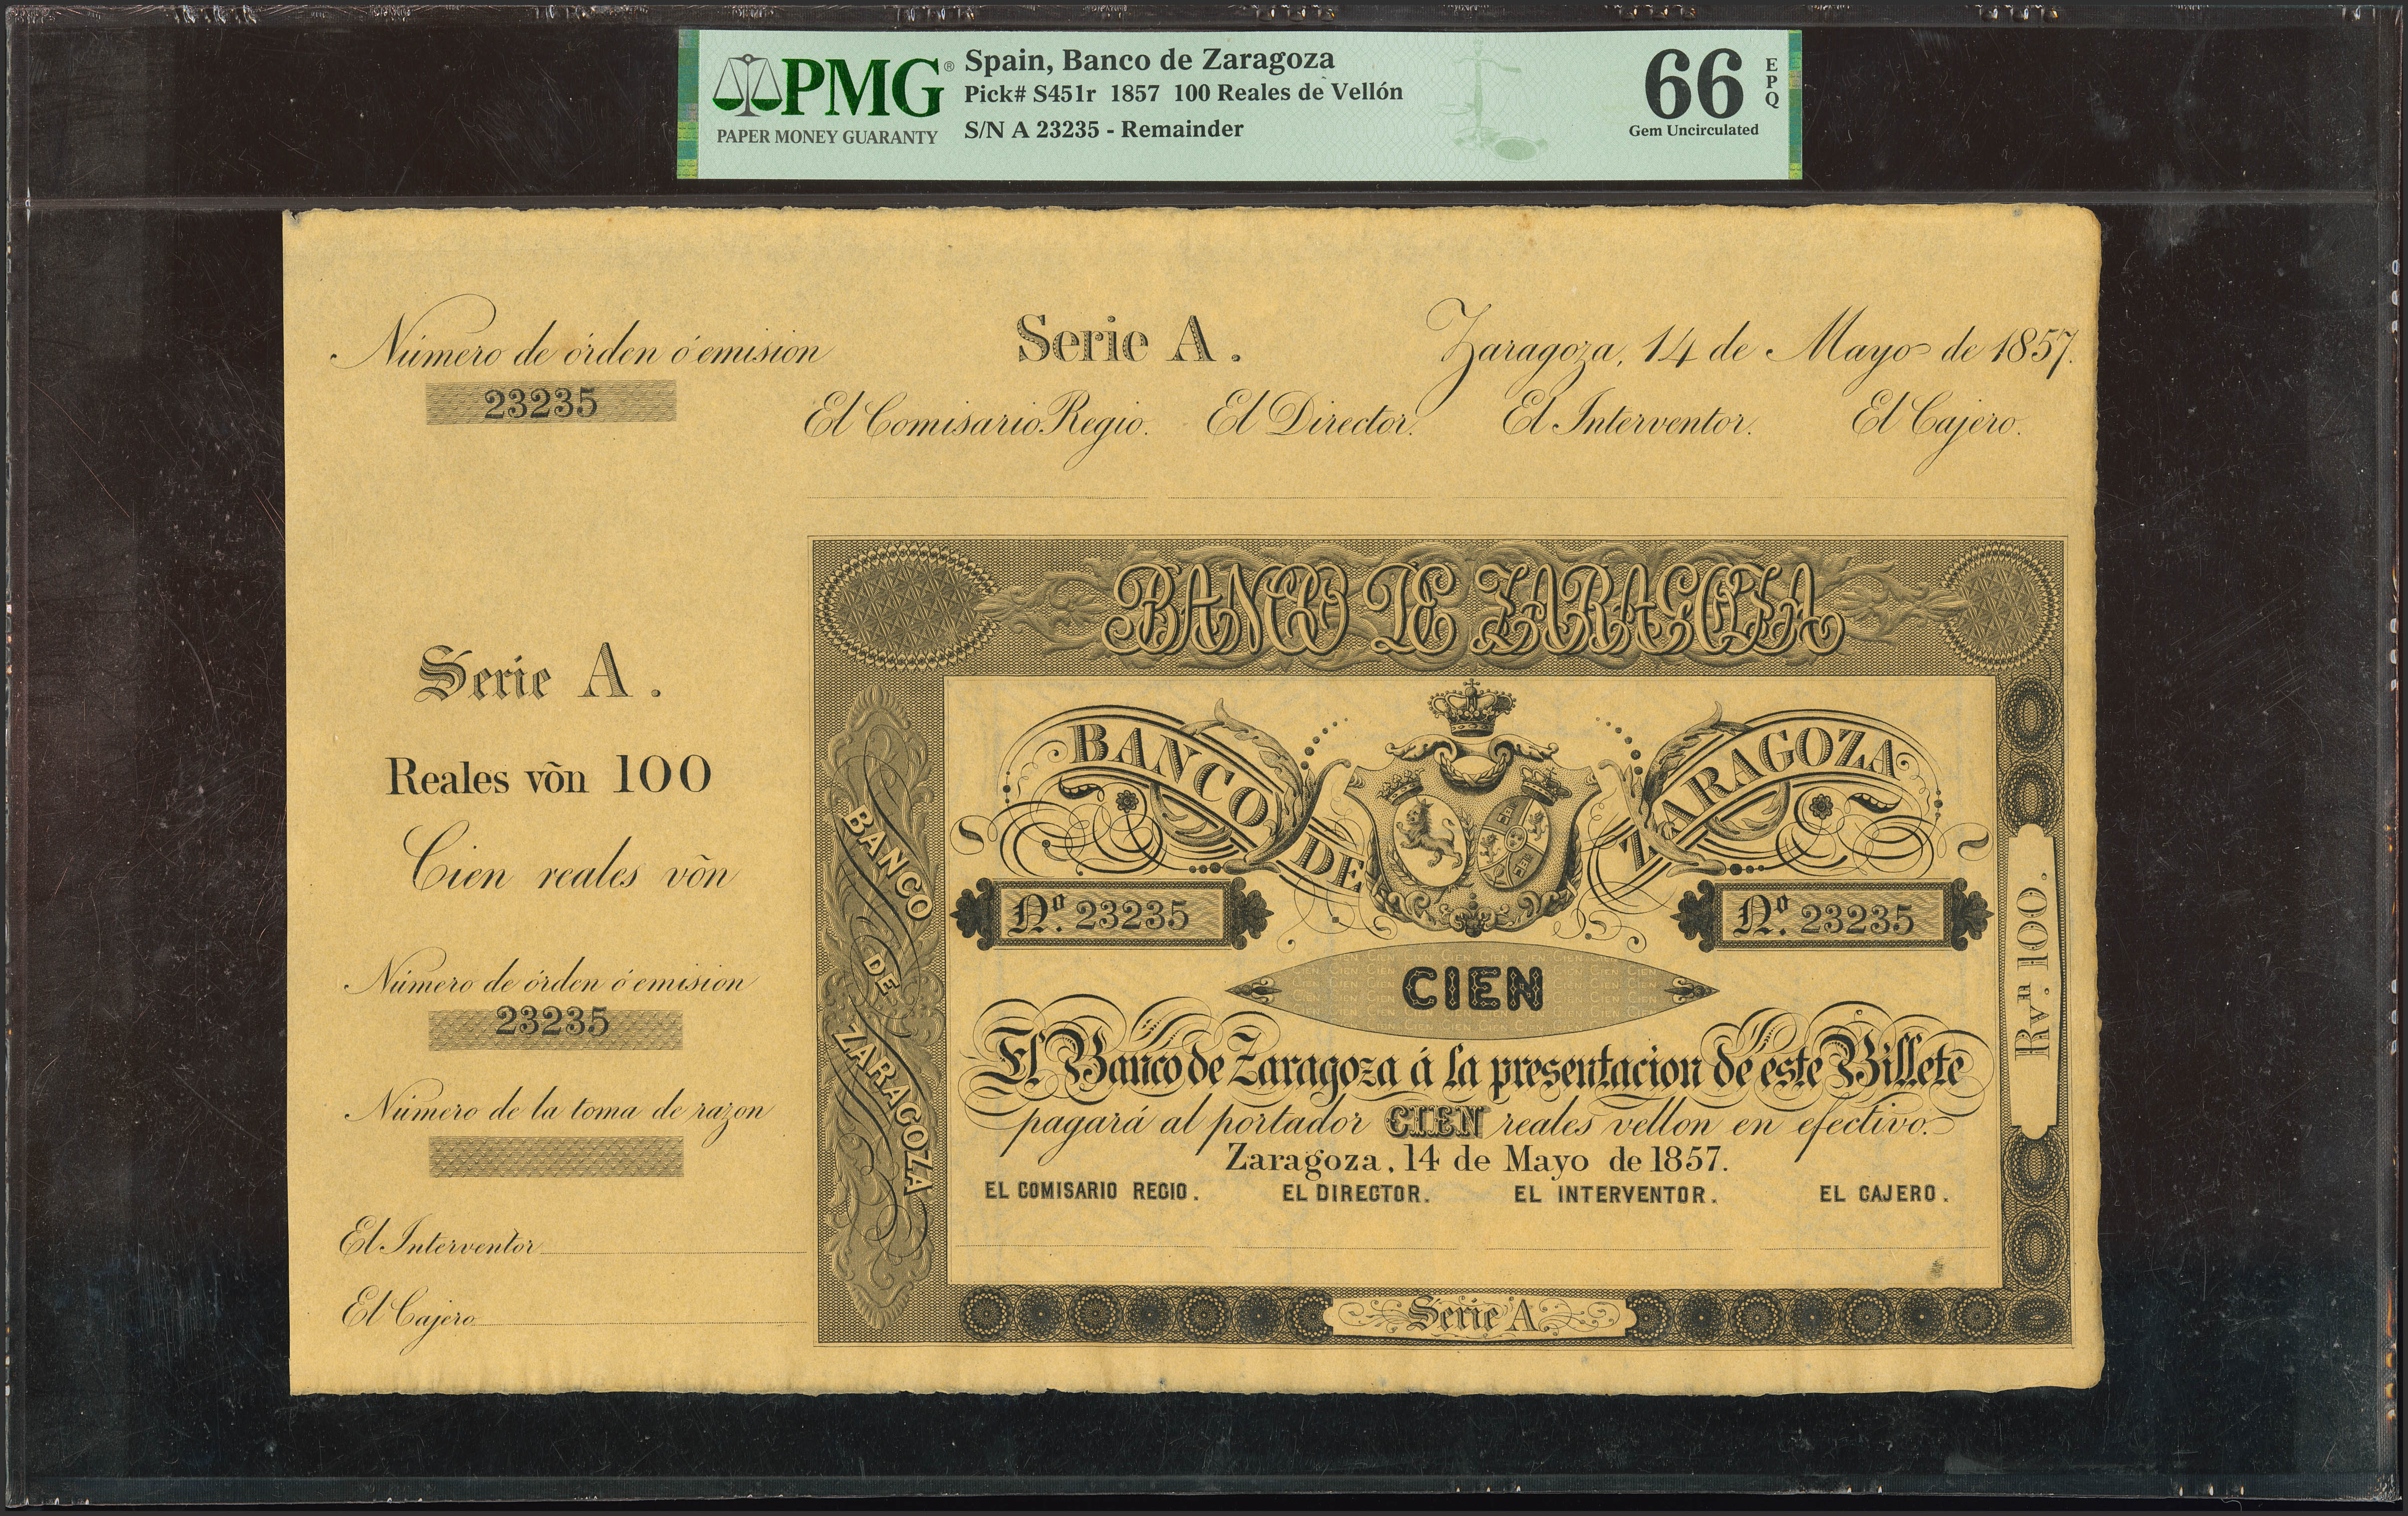 PMG® PAPER MONEY GUARANTY
Spain, Banco de Zaragoza
Pick# S451r 1857 100 Reales de Vellón
S/N A 23235 - Remainder
66 EPQ
Gem Uncirculated
Número de órden ó emision
23235
Serie A.
Zaragoza, 14 de Mayo de 1857.
El Comisario Regio. El Director. El Interventor. El Cajero.
Serie A.
Reales võn 100
Cien reales võn
Número de órden ó emision
23235
Número de la toma de razon
El Interventor
El Cajero
BANCO DE ZARAGOZA
BANCO DE ZARAGOZA
BANCO DE ZARAGOZA
Nº. 23235
Nº. 23235
CIEN
El Banco de Zaragoza á la presentacion de este Billete
pagará al portador CIEN reales vellon en efectivo.
Zaragoza, 14 de Mayo de 1857.
EL COMISARIO REGIO. EL DIRECTOR. EL INTERVENTOR. EL CAJERO.
Rvn. 100.
Serie A.